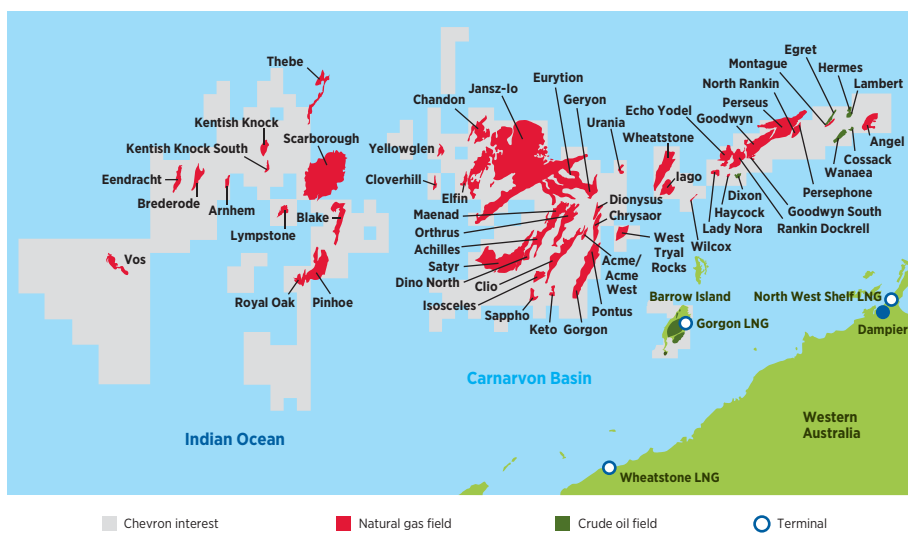 Thebe
Kentish Knock
Scarborough
Kentish Knock South
Eendracht
Brederode
Arnhem
Lympstone
Blake
Vos
Royal Oak
Pinhoe
Chandon
Jansz-Io
Eurytion
Geryon
Urania
Yellowglen
Cloverhill
Elfin
Maenad
Orthrus
Achilles
Satyr
Dino North
Clio
Isosceles
Sappho
Keto
Gorgon
Pontus
Acme/
Acme
West
Dionysus
Chrysaor
West
Tryal
Rocks
Echo Yodel
Wheatstone
Iago
Wilcox
Egret
Montague
Hermes
North Rankin
Lambert
Perseus
Goodwyn
Angel
Cossack
Wanaea
Persephone
Dixon
Haycock
Lady Nora
Goodwyn South
Rankin Dockrell
Barrow Island
Gorgon LNG
North West Shelf LNG
Dampier
Carnarvon Basin
Indian Ocean
Western
Australia
Wheatstone LNG
Chevron interest
Natural gas field
Crude oil field
Terminal